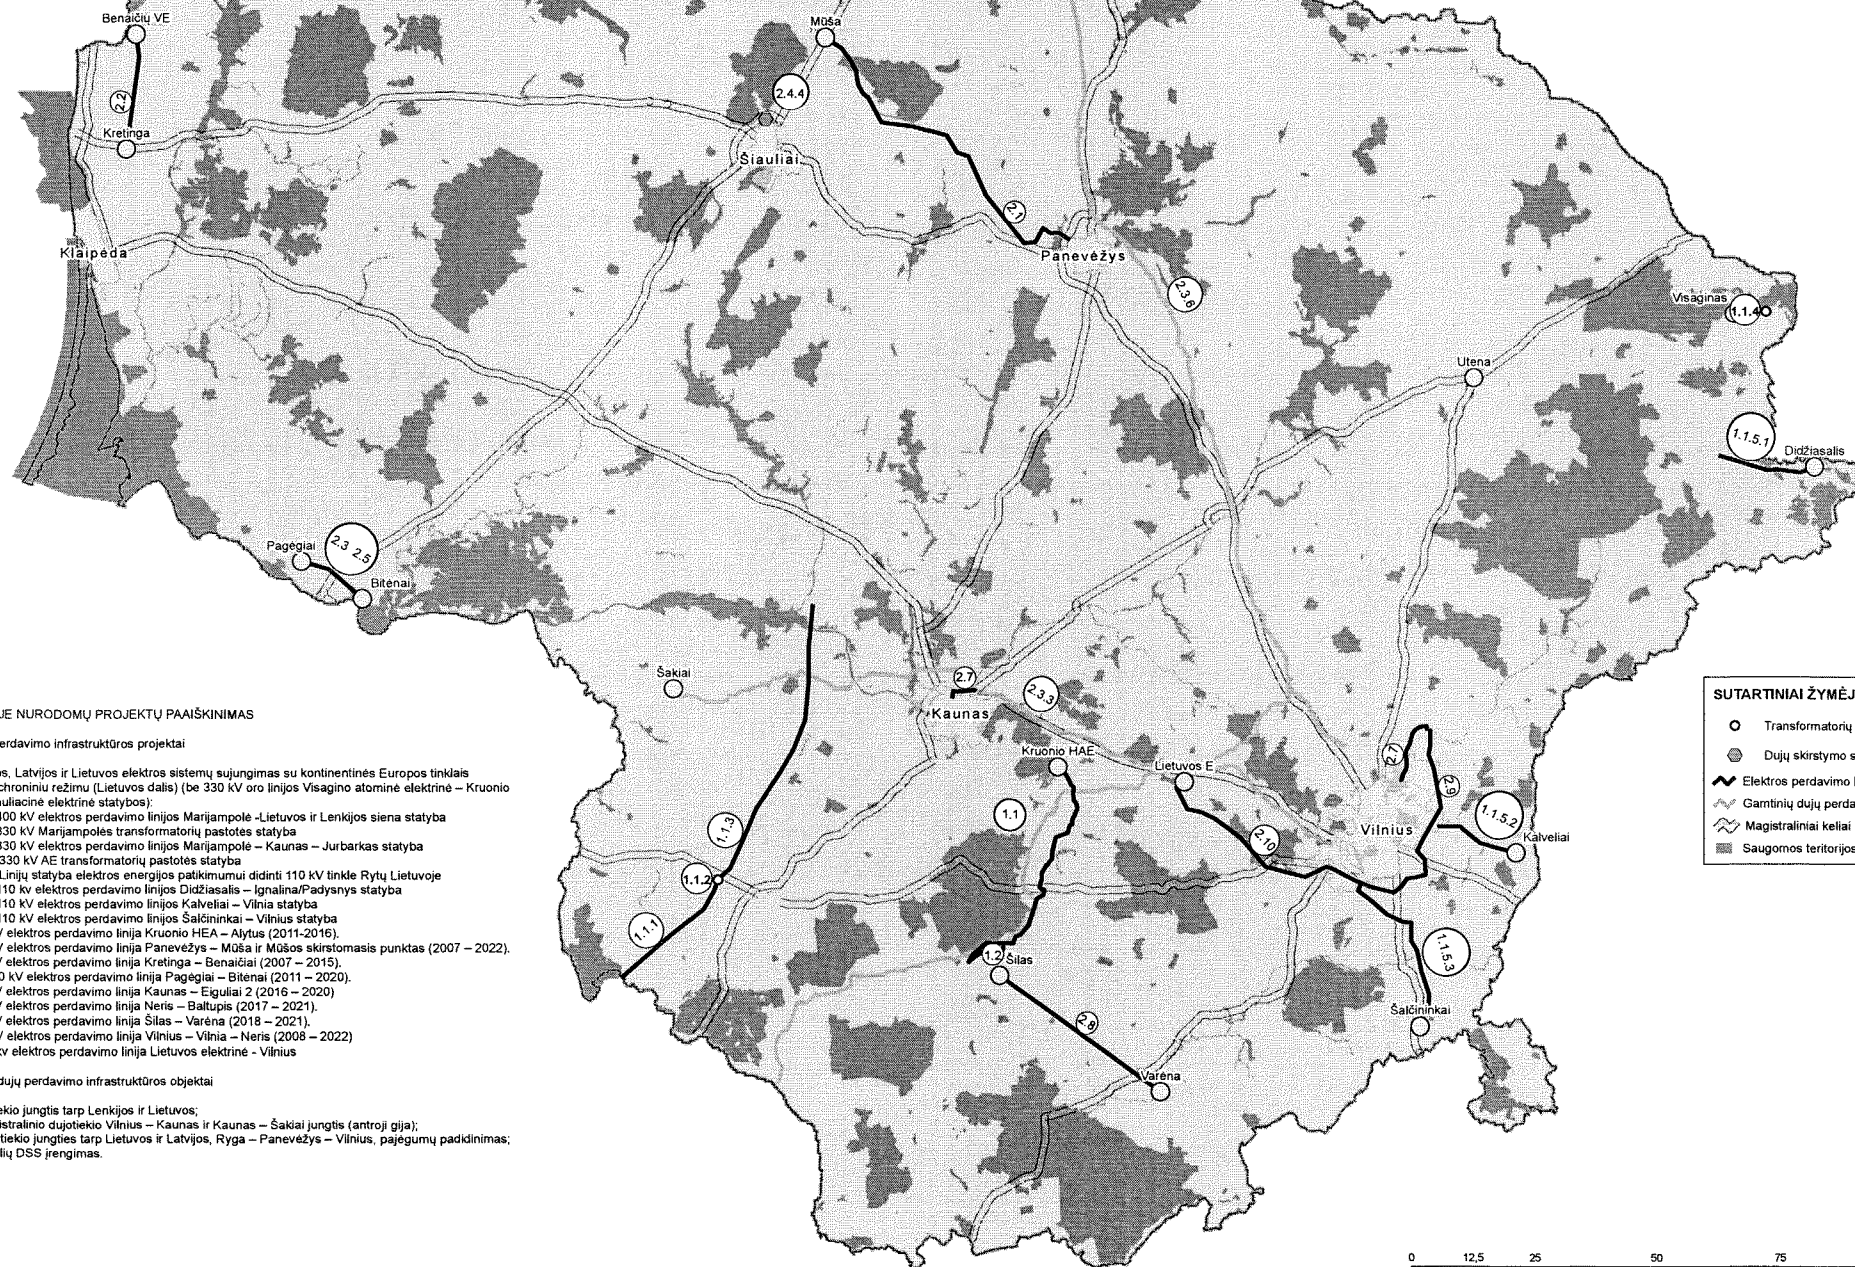 Benaičių VE
Mūša
2.2
2.4.4
Kretinga
Šiauliai
2.1
Klaipėda
Panevėžys
2.3.6
Visaginas
1.1.4
Utena
1.1.5.1
Didžiasalis
Pagėgiai
2.3 2.5
Bitėnai
Šakiai
2.7
2.3.3
Kaunas
Kruonio HAE
Lietuvos E
2.7
2.9
1.1
1.1.3
2.10
Vilnius
1.1.5.2
Kalveliai
1.1.2
1.1.1
1.2
Šilas
1.1.5.3
Šalčininkai
2.8
Varėna
JE NURODOMŲ PROJEKTŲ PAAIŠKINIMAS
erdavimo infrastruktūros projektai
os, Latvijos ir Lietuvos elektros sistemų sujungimas su kontinentinės Europos tinklais
chroniniu režimu (Lietuvos dalis) (be 330 kV oro linijos Visagino atominė elektrinė – Kruonio
nuliacinė elektrinė statybos):
400 kV elektros perdavimo linijos Marijampolė -Lietuvos ir Lenkijos siena statyba
330 kV Marijampolės transformatorių pastotės statyba
330 kV elektros perdavimo linijos Marijampolė – Kaunas – Jurbarkas statyba
330 kV AE transformatorių pastotės statyba
Linijų statyba elektros energijos patikimumui didinti 110 kV tinkle Rytų Lietuvoje
110 kv elektros perdavimo linijos Didžiasalis – Ignalina/Padysnys statyba
110 kV elektros perdavimo linijos Kalveliai – Vilnia statyba
110 kV elektros perdavimo linijos Šalčininkai – Vilnius statyba
V elektros perdavimo linija Kruonio HEA – Alytus (2011-2016).
V elektros perdavimo linija Panevėžys – Mūša ir Mūšos skirstomasis punktas (2007 – 2022).
V elektros perdavimo linija Kretinga – Benaičiai (2007 – 2015).
0 kV elektros perdavimo linija Pagėgiai – Bitėnai (2011 – 2020).
V elektros perdavimo linija Kaunas – Eiguliai 2 (2016 – 2020)
V elektros perdavimo linija Neris – Baltupis (2017 – 2021).
V elektros perdavimo linija Šilas – Varėna (2018 – 2021).
V elektros perdavimo linija Vilnius – Vilnia – Neris (2008 – 2022)
kv elektros perdavimo linija Lietuvos elektrinė - Vilnius
dujų perdavimo infrastruktūros objektai
ekio jungtis tarp Lenkijos ir Lietuvos;
istralinio dujotiekio Vilnius – Kaunas ir Kaunas – Šakiai jungtis (antroji gija);
tiekio jungties tarp Lietuvos ir Latvijos, Ryga – Panevėžys – Vilnius, pajėgumų padidinimas;
lių DSS įrengimas.
SUTARTINIAI ŽYMĖJ
Transformatorių
Dujų skirstymo s
Elektros perdavimo l
Gamtinių dujų perda
Magistraliniai keliai
Saugomos teritorijos
0 12,5 25 50 75